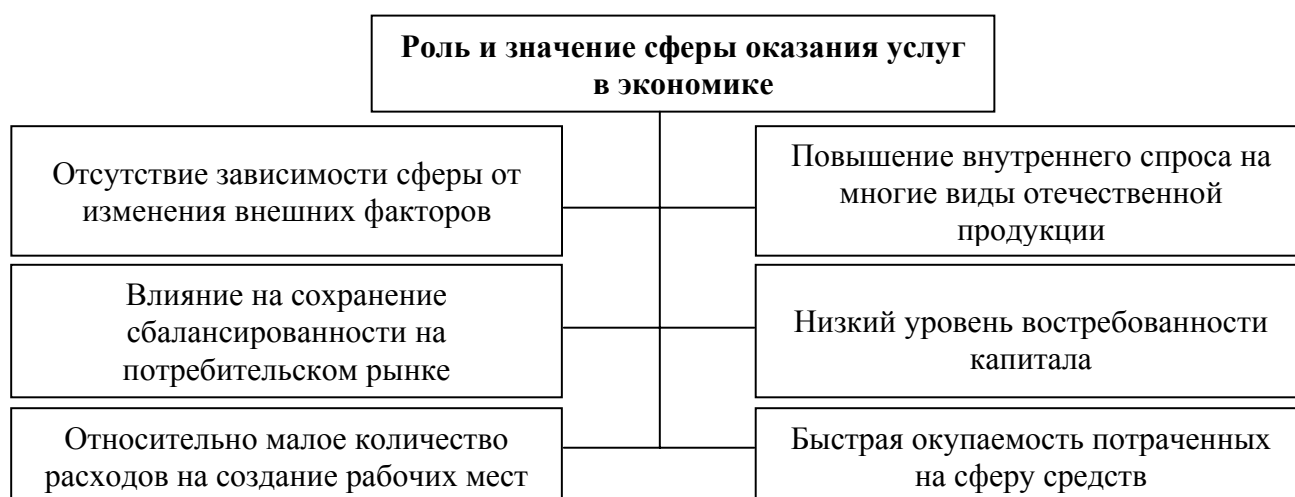 Роль и значение сферы оказания услуг
в экономике
Отсутствие зависимости сферы от
изменения внешних факторов
Повышение внутреннего спроса на
многие виды отечественной
продукции
Влияние на сохранение
сбалансированности на
потребительском рынке
Низкий уровень востребованности
капитала
Относительно малое количество
расходов на создание рабочих мест
Быстрая окупаемость потраченных
на сферу средств